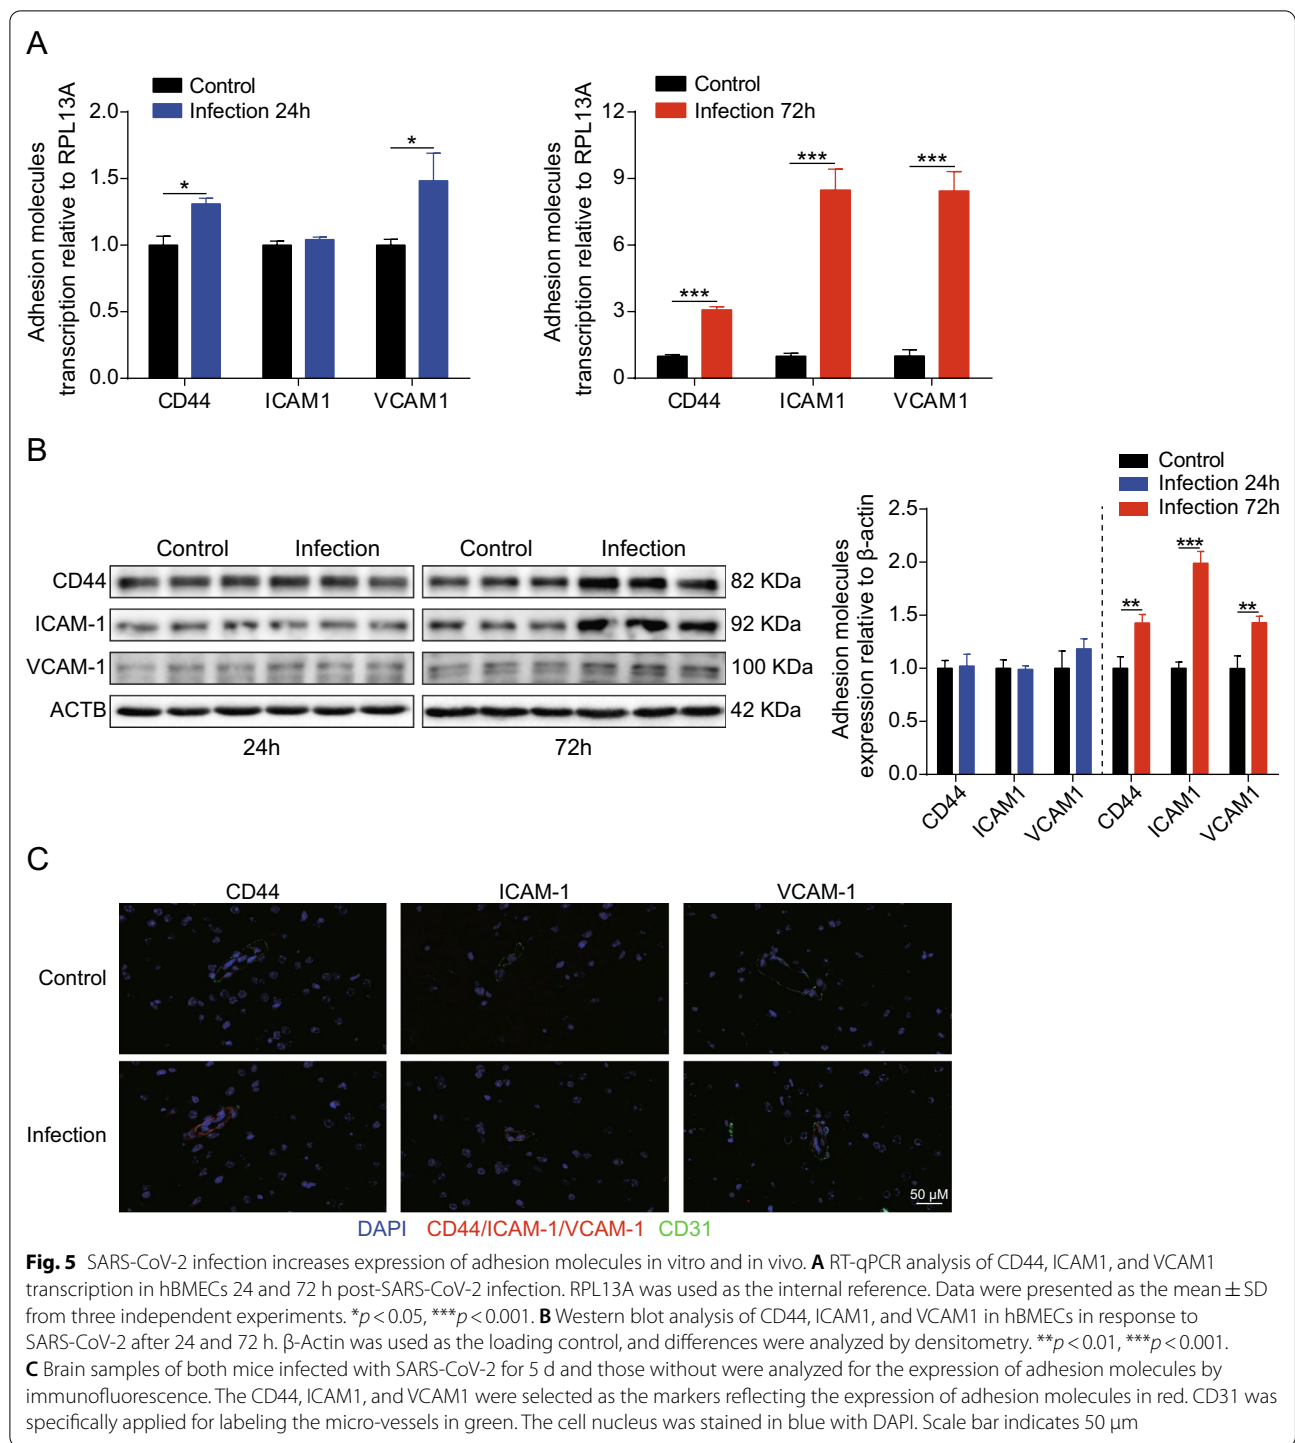 A
Control
Infection 24h
Adhesion molecules
transcription relative to RPL13A
2.0
1.5
1.0
0.5
0.0
*
*
CD44 ICAM1 VCAM1
Control
Infection 72h
Adhesion molecules
transcription relative to RPL13A
12
9
6
3
0
***
***
***
CD44 ICAM1 VCAM1
B
Control Infection Control Infection
CD44 82 KDa
ICAM-1 92 KDa
VCAM-1 100 KDa
ACTB 42 KDa
24h 72h
Control
Infection 24h
Infection 72h
Adhesion molecules
expression relative to β-actin
2.5
2.0
1.5
1.0
0.5
0.0
**
***
**
CD44 ICAM1 VCAM1 CD44 ICAM1 VCAM1
C
CD44 ICAM-1 VCAM-1
Control
Infection
50 μM
DAPI CD44/ICAM-1/VCAM-1 CD31
Fig. 5 SARS-CoV-2 infection increases expression of adhesion molecules in vitro and in vivo. A RT-qPCR analysis of CD44, ICAM1, and VCAM1
transcription in hBMECs 24 and 72 h post-SARS-CoV-2 infection. RPL13A was used as the internal reference. Data were presented as the mean ± SD
from three independent experiments. *p < 0.05, ***p < 0.001. B Western blot analysis of CD44, ICAM1, and VCAM1 in hBMECs in response to
SARS-CoV-2 after 24 and 72 h. β-Actin was used as the loading control, and differences were analyzed by densitometry. **p < 0.01, ***p < 0.001.
C Brain samples of both mice infected with SARS-CoV-2 for 5 d and those without were analyzed for the expression of adhesion molecules by
immunofluorescence. The CD44, ICAM1, and VCAM1 were selected as the markers reflecting the expression of adhesion molecules in red. CD31 was
specifically applied for labeling the micro-vessels in green. The cell nucleus was stained in blue with DAPI. Scale bar indicates 50 μm